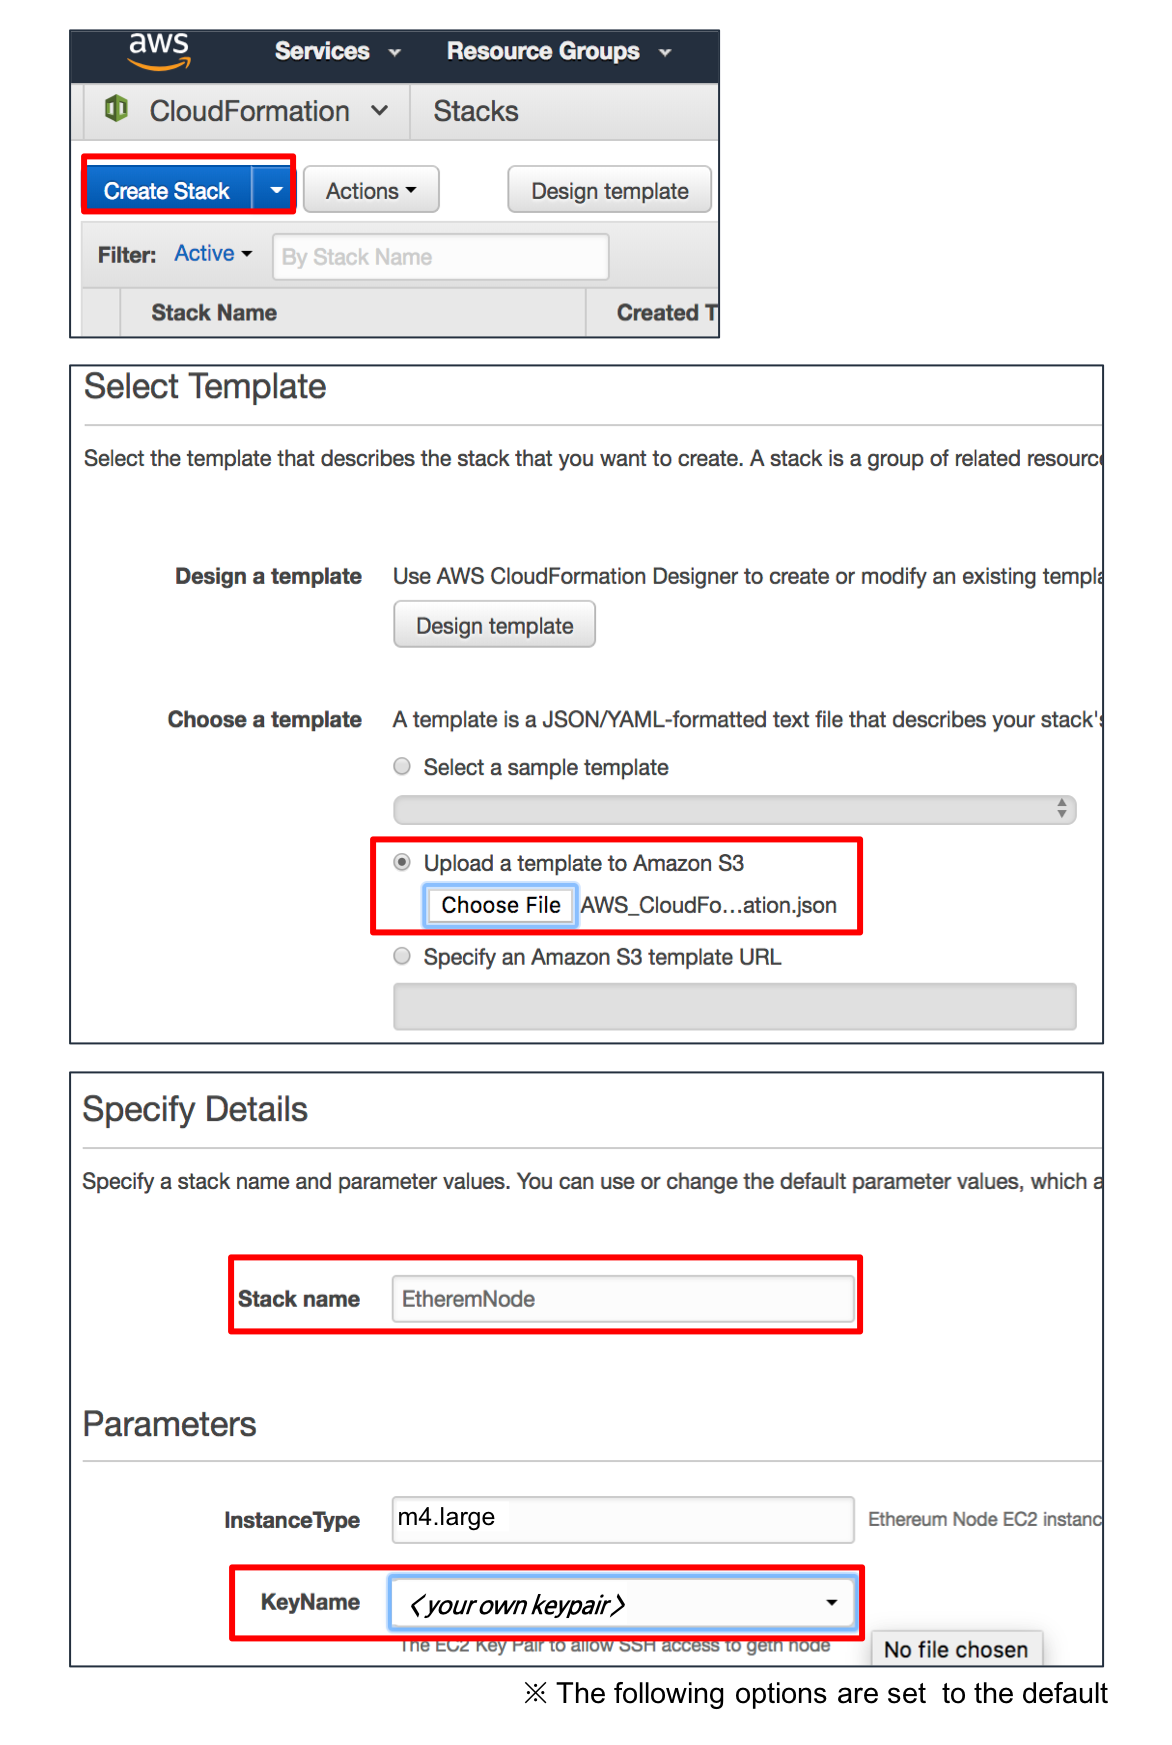 aws Services Resource Groups
CloudFormation Stacks
Create Stack Actions Design template
Filter: Active By Stack Name
Stack Name Created T
Select Template
Select the template that describes the stack that you want to create. A stack is a group of related resourc
Design a template Use AWS CloudFormation Designer to create or modify an existing templa
Design template
Choose a template A template is a JSON/YAML-formatted text file that describes your stack's
Select a sample template
Upload a template to Amazon S3
Choose File AWS_CloudFo...ation.json
Specify an Amazon S3 template URL
Specify Details
Specify a stack name and parameter values. You can use or change the default parameter values, which a
Stack name EtheremNode
Parameters
InstanceType m4.large Ethereum Node EC2 instanc
KeyName <your own keypair>
The EC2 Key Pair to allow SSH access to geth node
No file chosen
※ The following options are set to the default